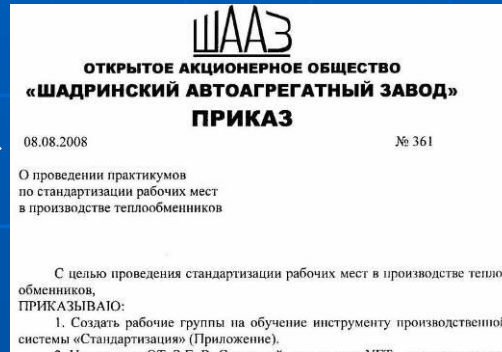 ШААЗ
ОТКРЫТОЕ АКЦИОНЕРНОЕ ОБЩЕСТВО
«ШАДРИНСКИЙ АВТОАГРЕГАТНЫЙ ЗАВОД»
ПРИКАЗ
08.08.2008 № 361
О проведении практикумов
по стандартизации рабочих мест
в производстве теплообменников
С целью проведения стандартизации рабочих мест в производстве тепло
обменников,
ПРИКАЗЫВАЮ:
1. Создать рабочие группы на обучение инструменту производственной
системы «Стандартизация» (Приложение).